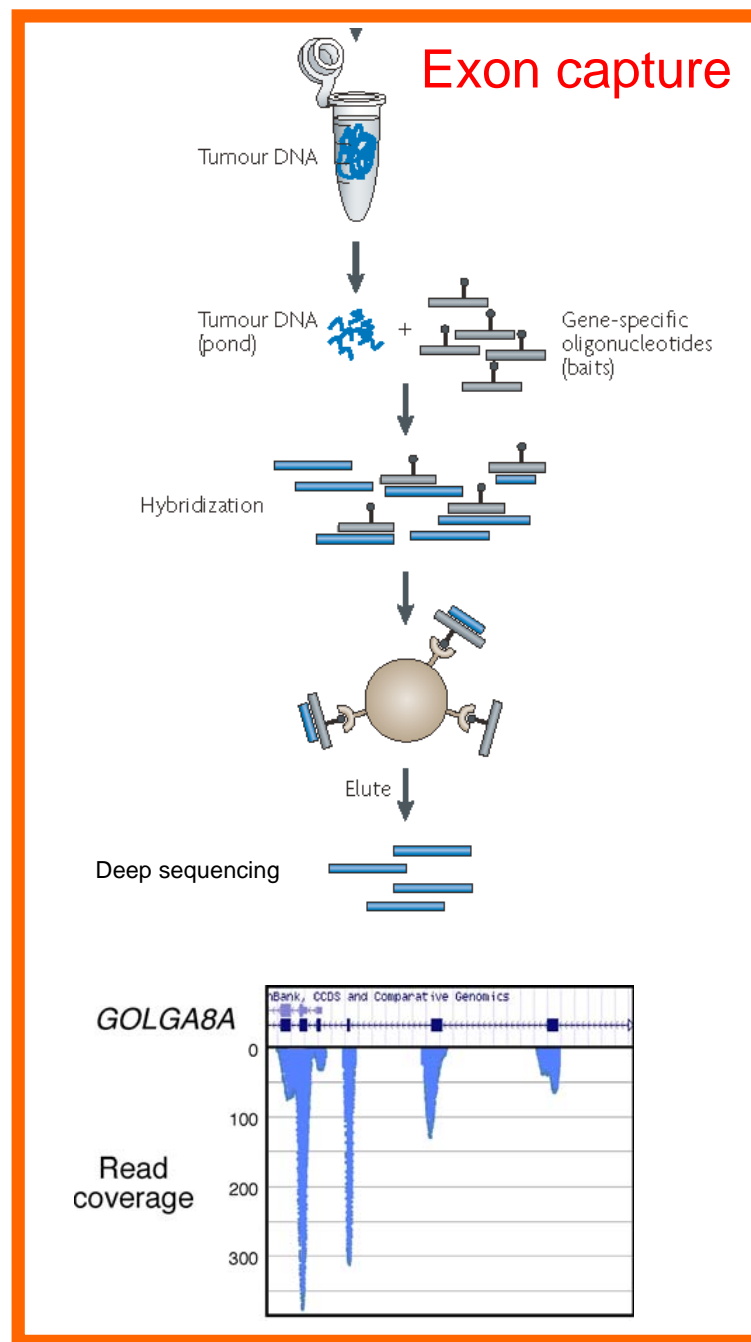 Exon capture
Tumour DNA
Tumour DNA
(pond)
+
Gene-specific
oligonucleotides
(baits)
Hybridization
Elute
Deep sequencing
nBank, CCDS and Comparative Genomics
GOLGA8A
0
100
200
300
Read
coverage